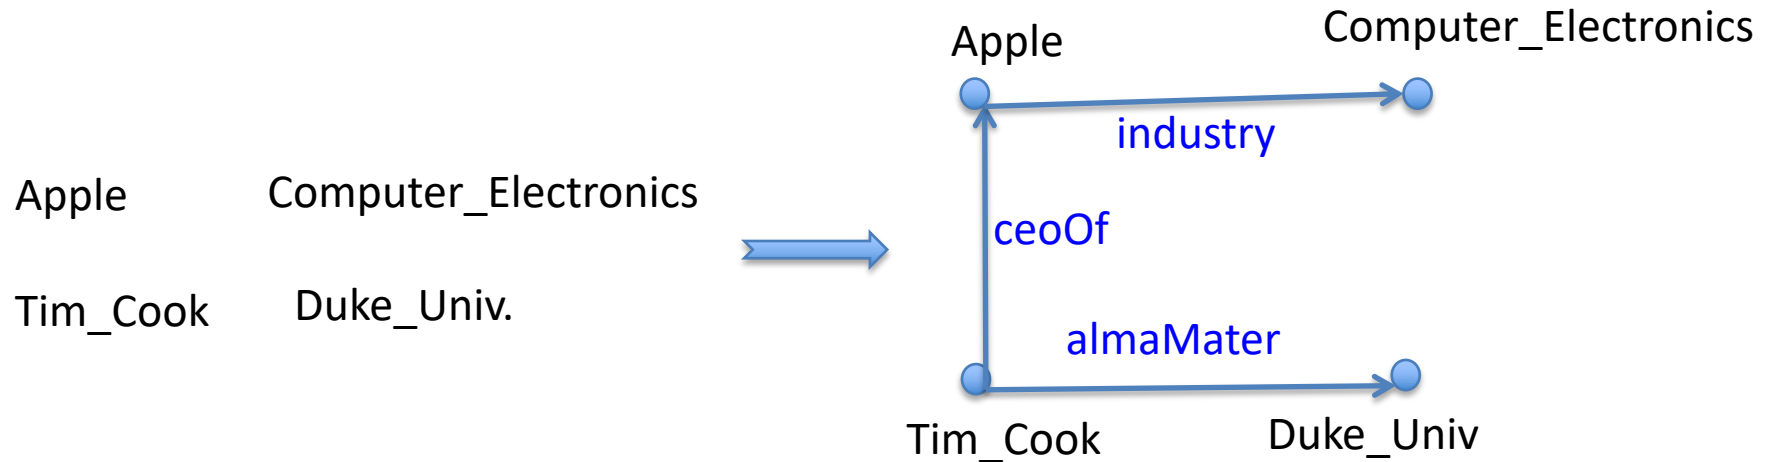 Apple
Computer_Electronics
Tim_Cook
Duke_Univ.
Apple
Computer_Electronics
industry
ceoOf
almaMater
Tim_Cook
Duke_Univ